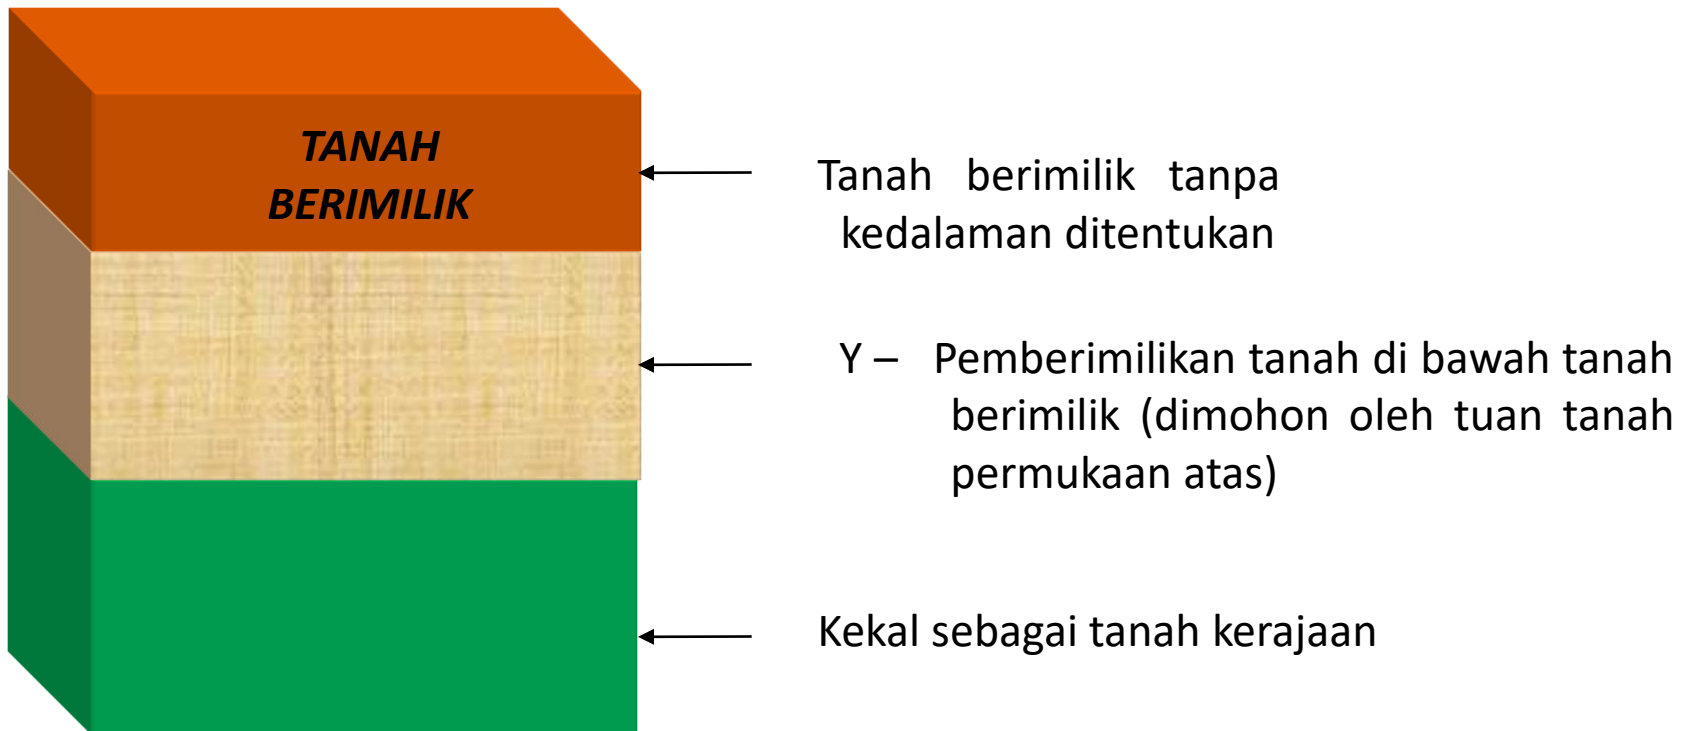 TANAH
BERIMILIK
Tanah berimilik tanpa
kedalaman ditentukan
Y – Pemberimilikan tanah di bawah tanah
berimilik (dimohon oleh tuan tanah
permukaan atas)
Kekal sebagai tanah kerajaan